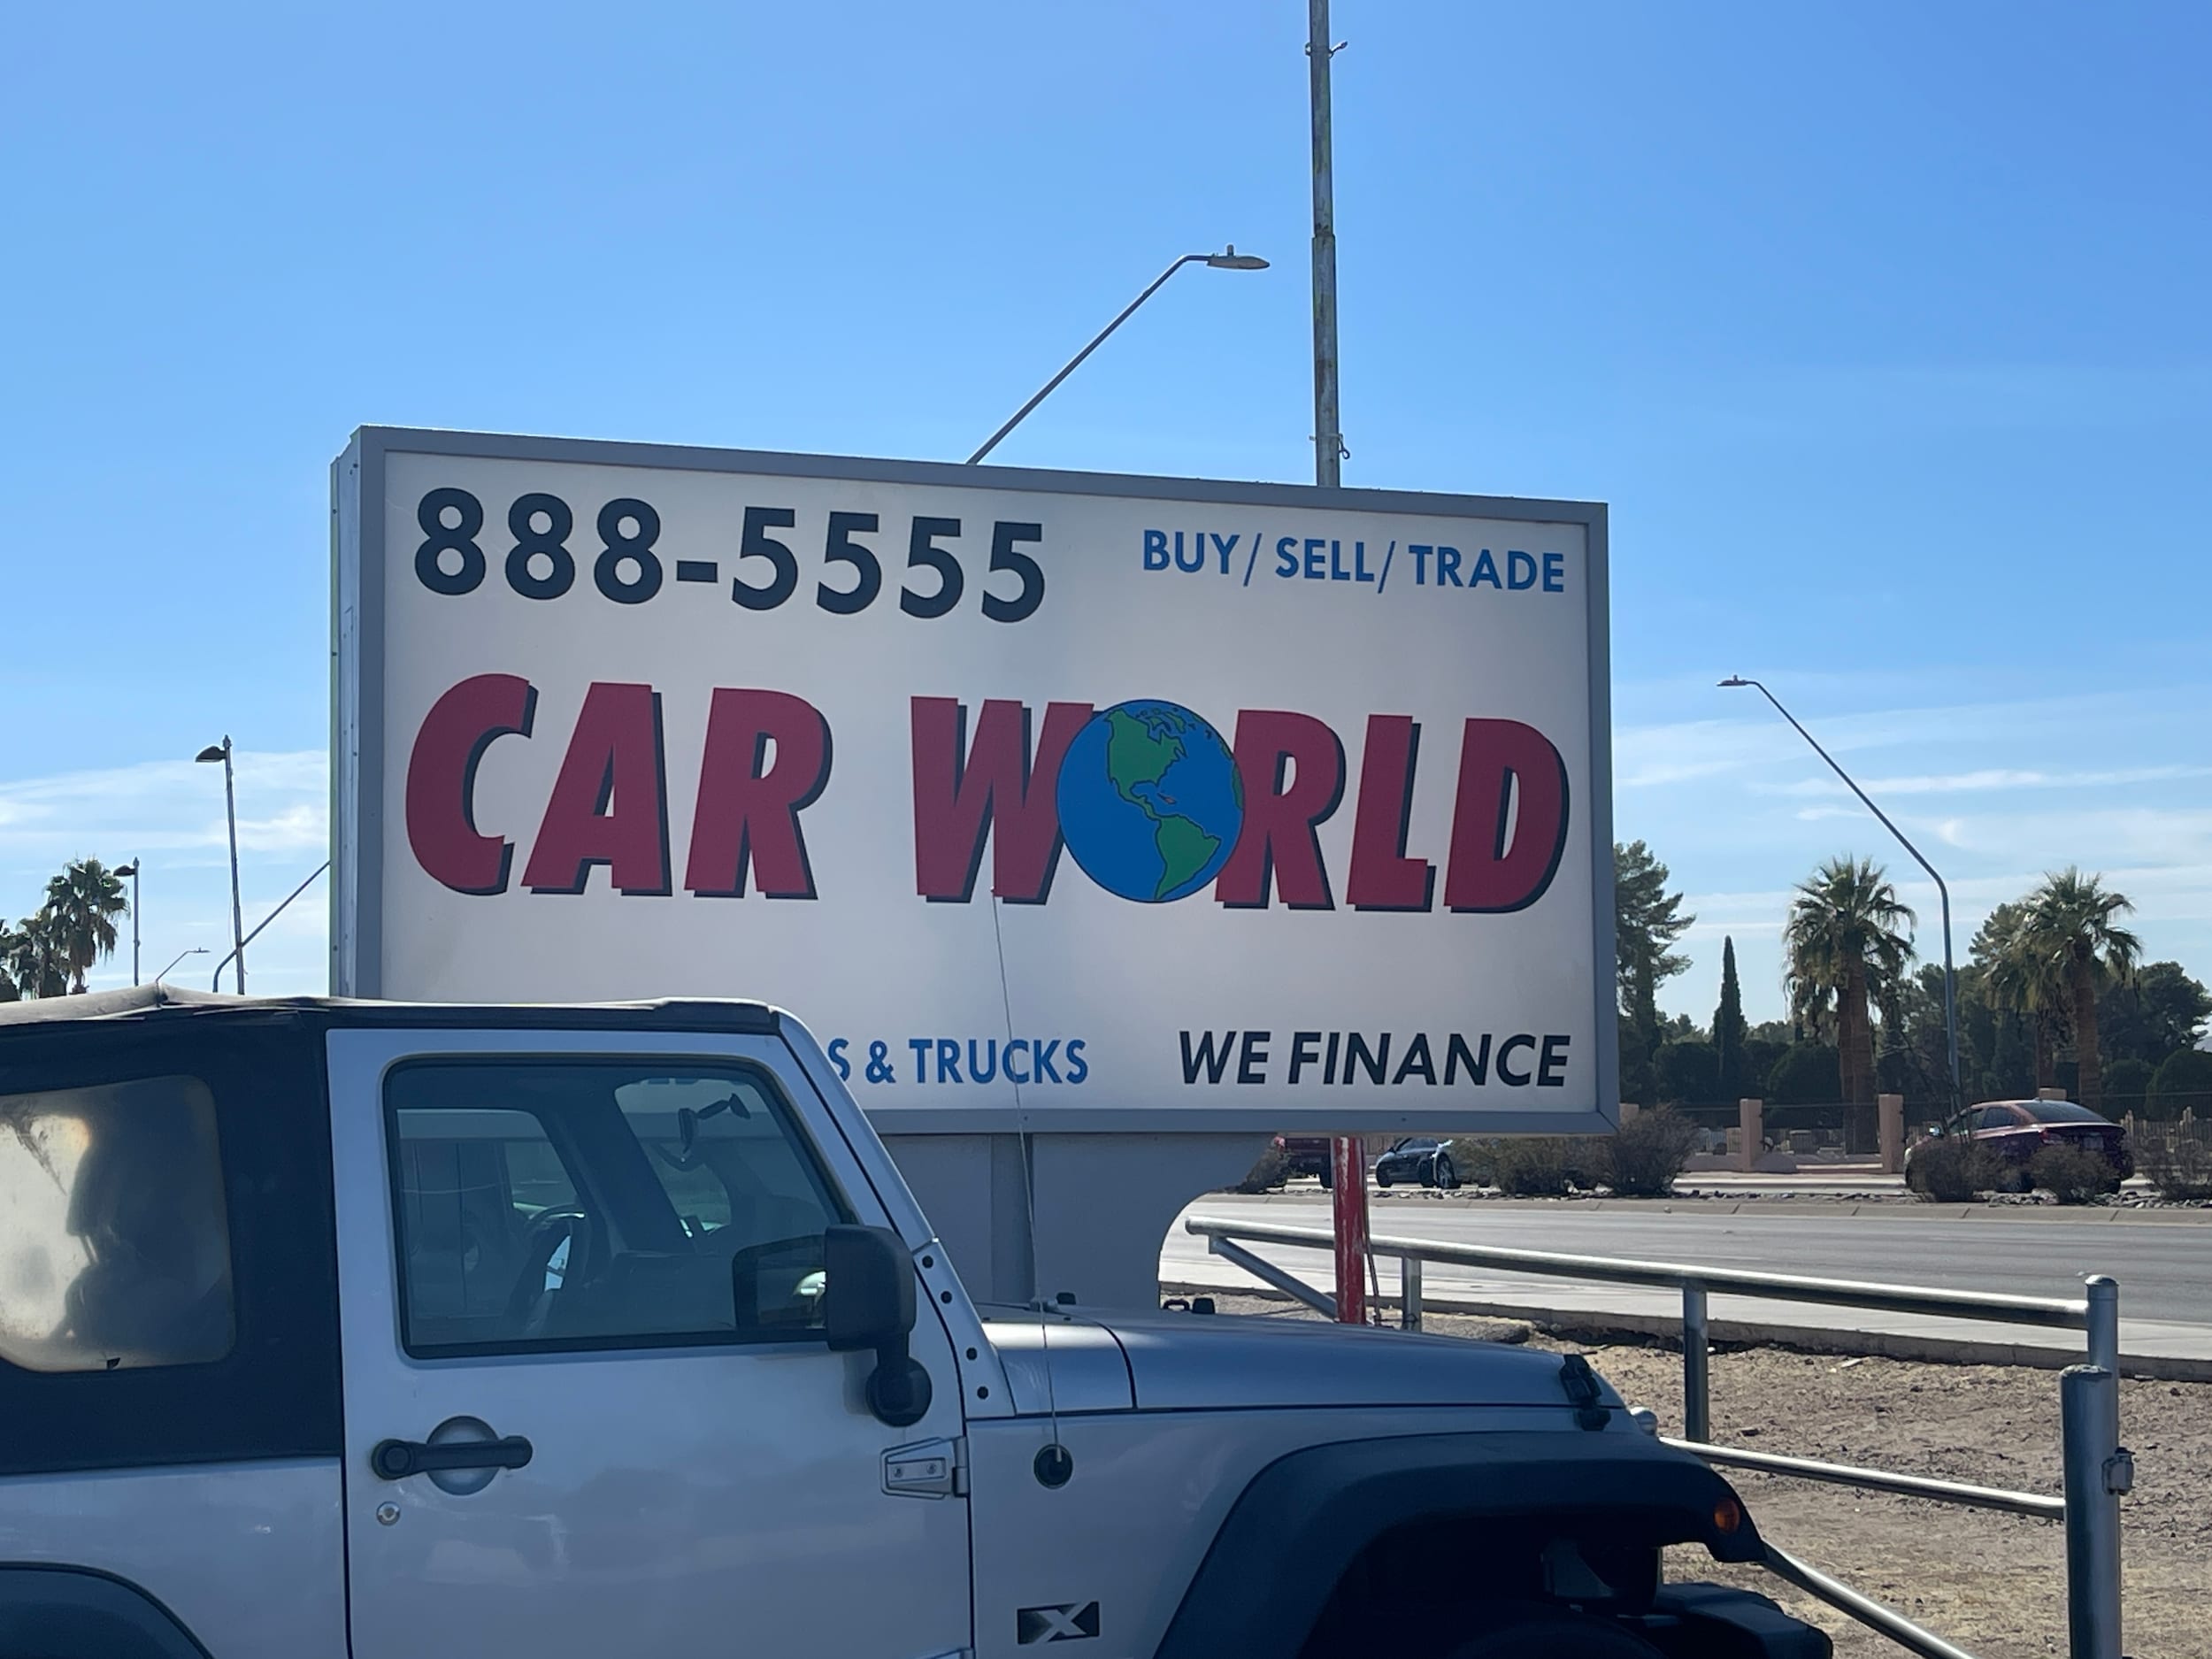 888-5555
BUY/ SELL/ TRADE
CAR WORLD
S & TRUCKS
WE FINANCE
X